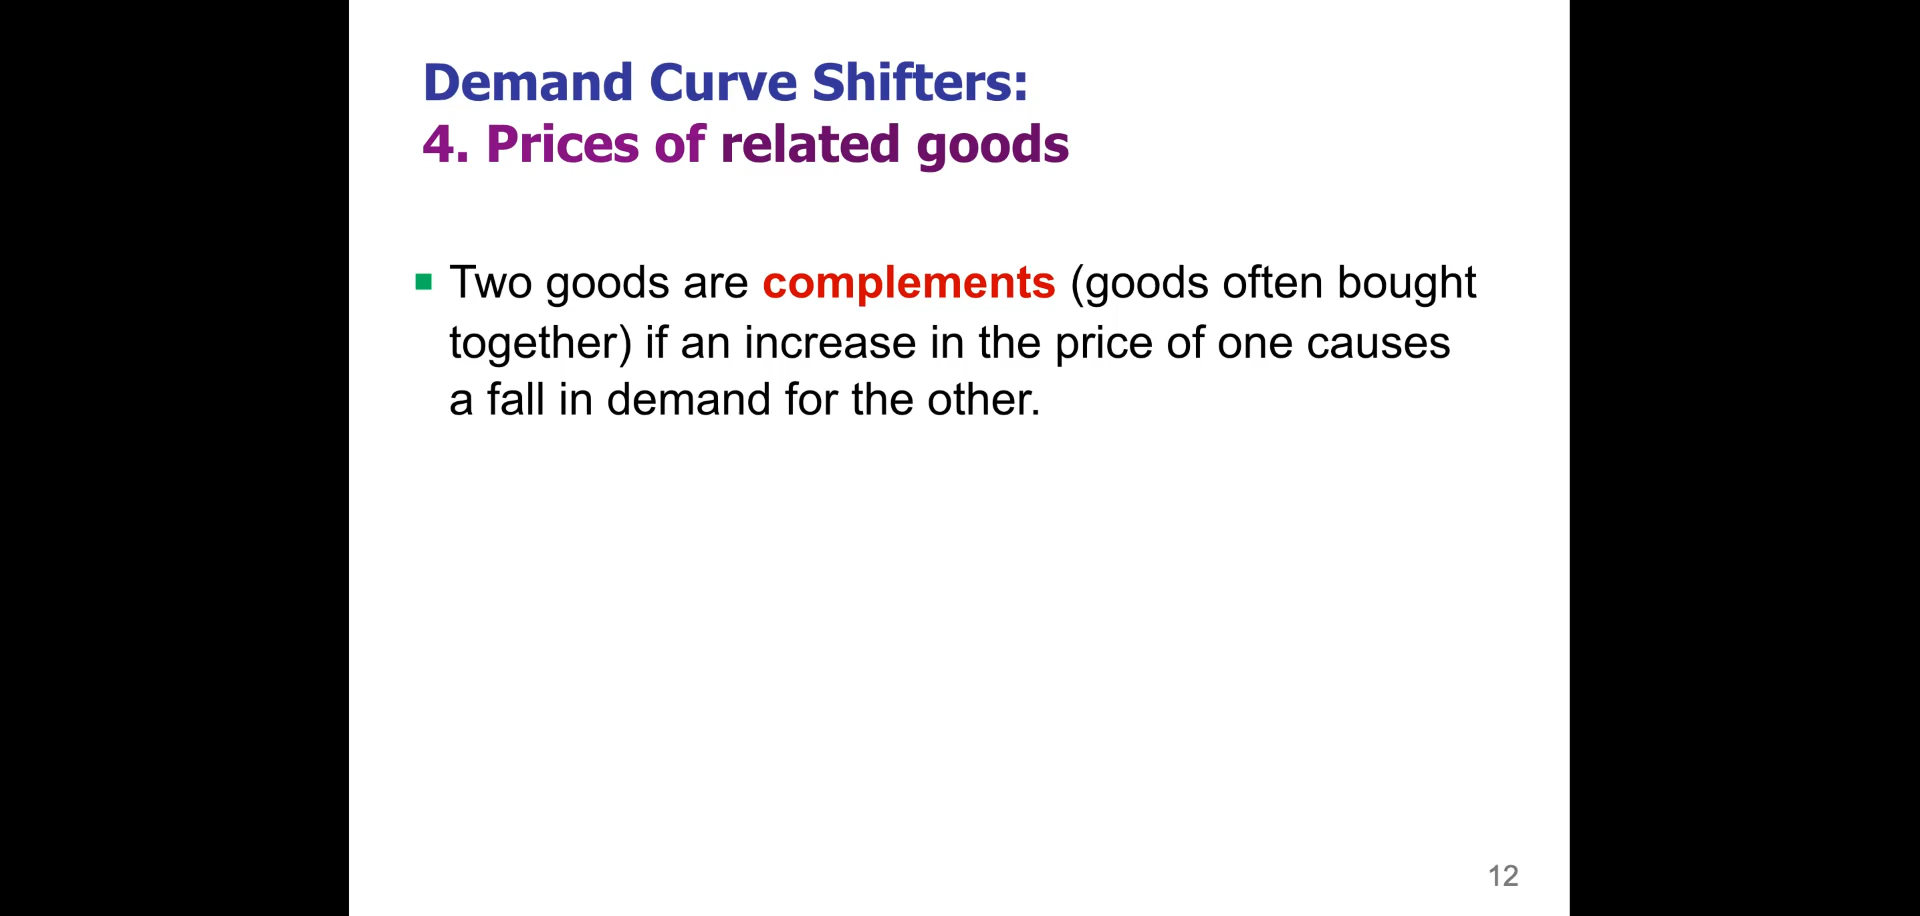 Demand Curve Shifters:
4. Prices of related goods
Two goods are complements (goods often bought
together) if an increase in the price of one causes
a fall in demand for the other.
12